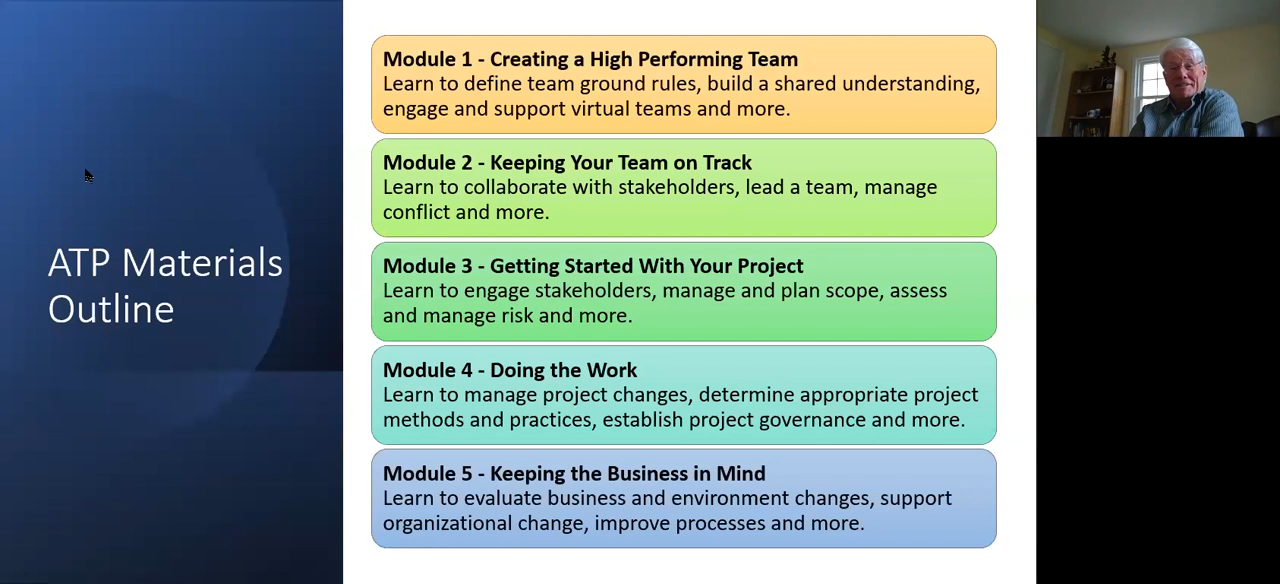 ATP Materials
Outline
Module 1 - Creating a High Performing Team
Learn to define team ground rules, build a shared understanding,
engage and support virtual teams and more.
Module 2 - Keeping Your Team on Track
Learn to collaborate with stakeholders, lead a team, manage
conflict and more.
Module 3 - Getting Started With Your Project
Learn to engage stakeholders, manage and plan scope, assess
and manage risk and more.
Module 4 - Doing the Work
Learn to manage project changes, determine appropriate project
methods and practices, establish project governance and more.
Module 5 - Keeping the Business in Mind
Learn to evaluate business and environment changes, support
organizational change, improve processes and more.